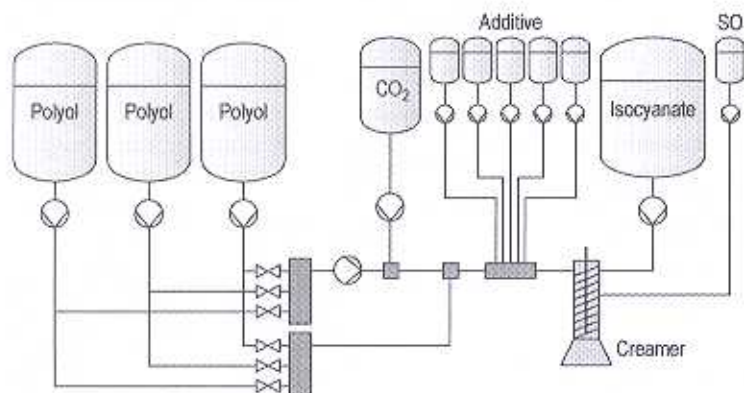 Additive
SO
Polyol
Polyol
Polyol
CO₂
Isocyanate
Creamer